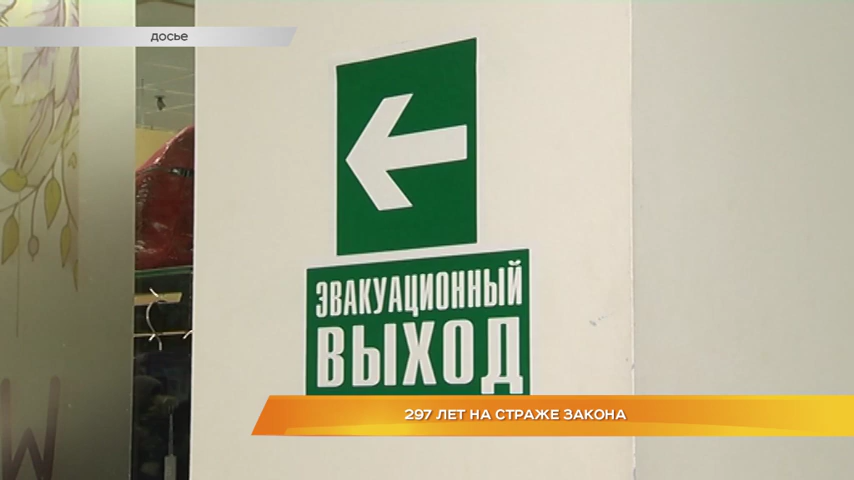 ДОСЬЕ
ЭВАКУАЦИОННЫЙ
ВЫХОД
297 ЛЕТ НА СТРАЖЕ ЗАКОНА
W